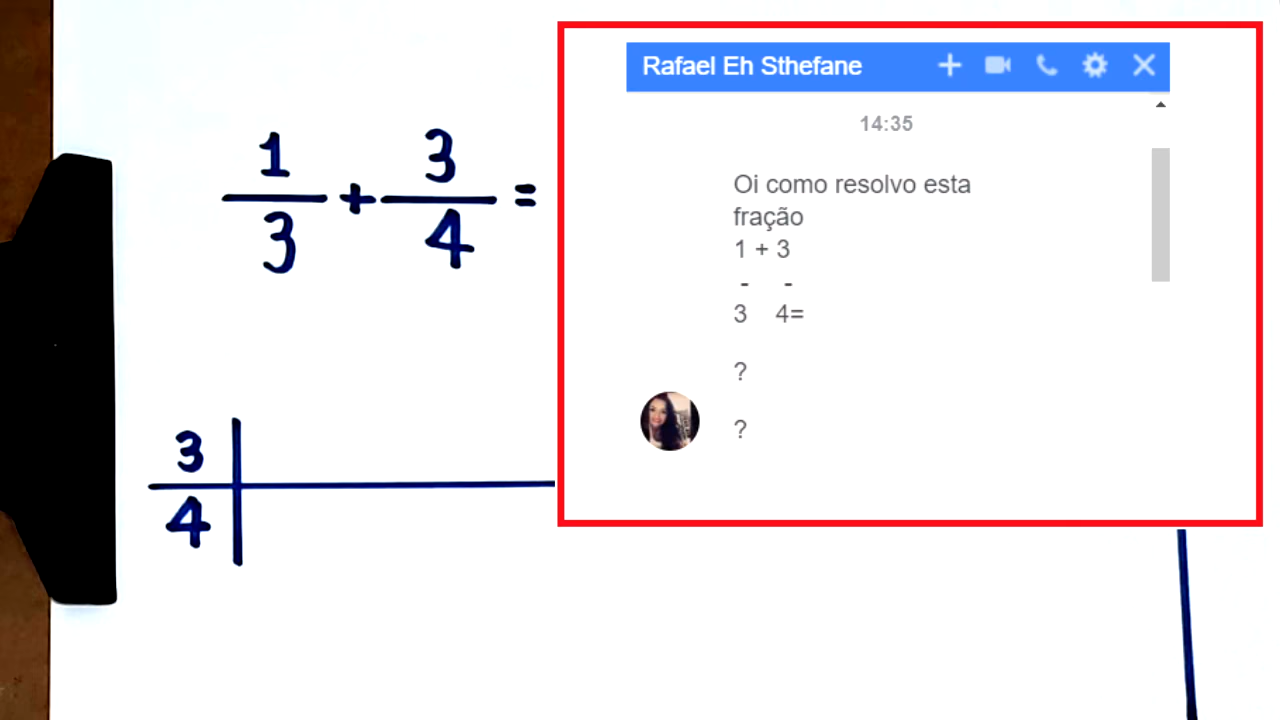 1 3
+ =
3 4
3
4
Rafael Eh Sthefane
14:35
Oi como resolvo esta
fração
1 + 3
- -
3 4=
?
?